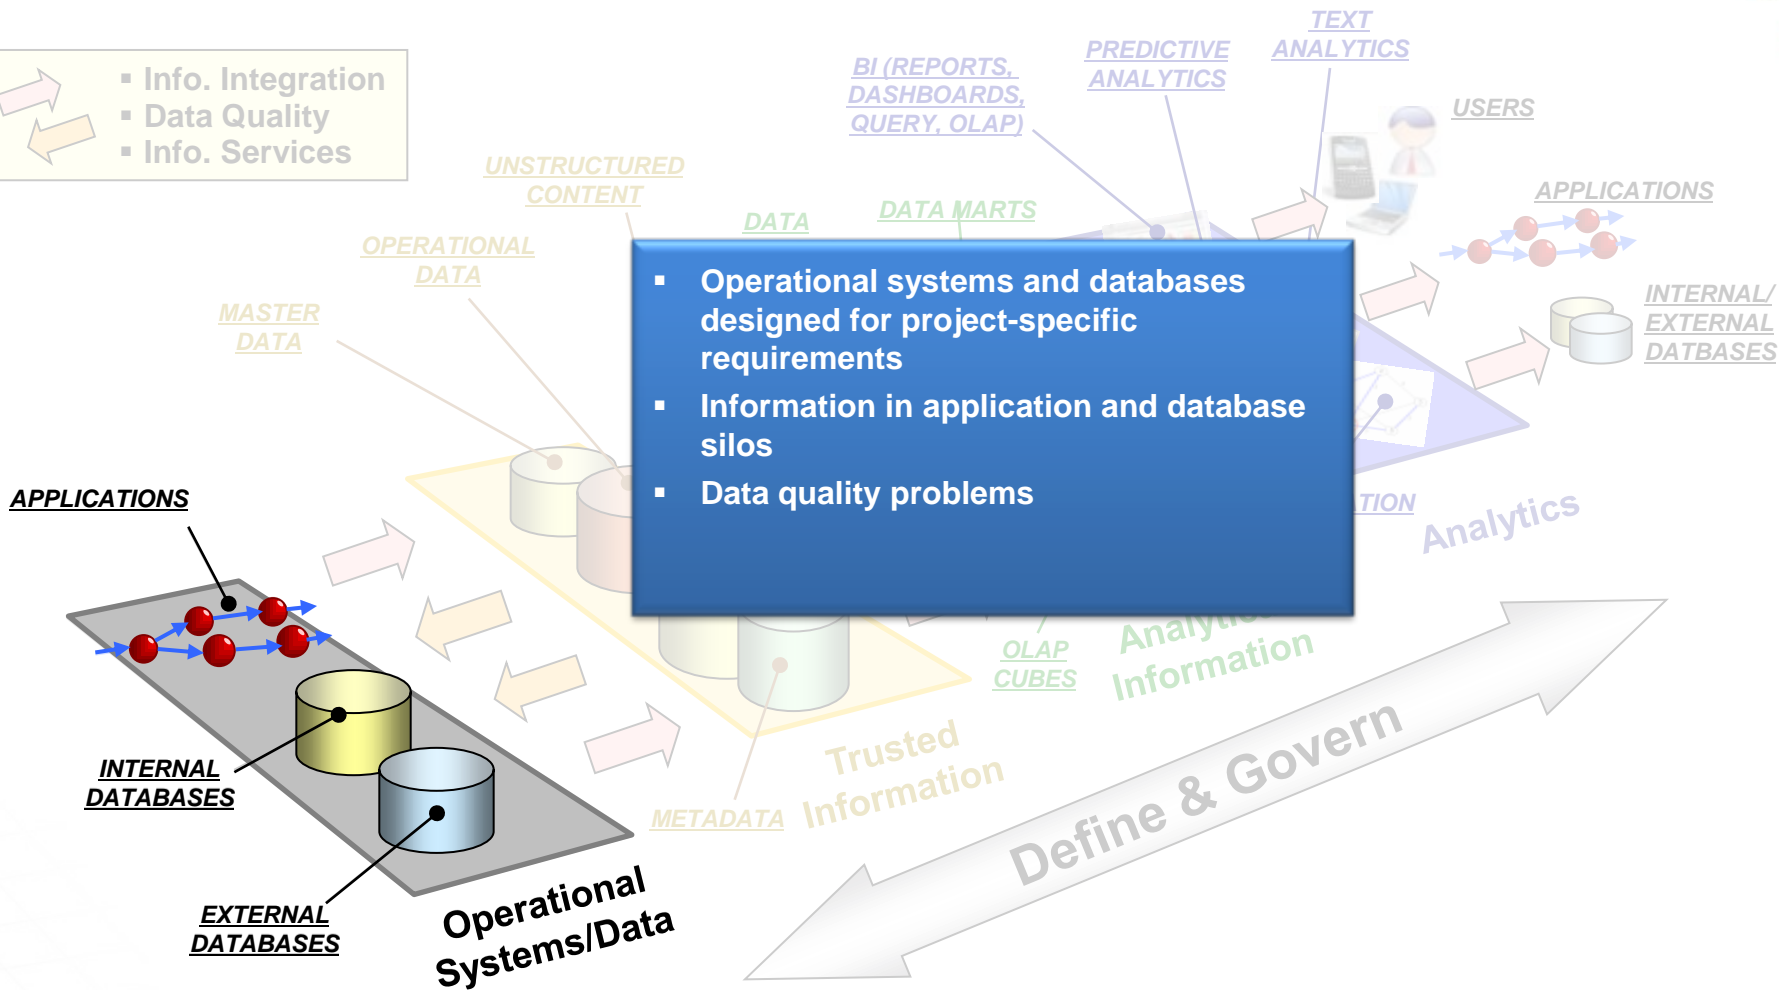 ▪ Info. Integration
▪ Data Quality
▪ Info. Services
TEXT
ANALYTICS
PREDICTIVE
ANALYTICS
BI (REPORTS,
DASHBOARDS,
QUERY, OLAP)
USERS
UNSTRUCTURED
CONTENT
APPLICATIONS
DATA MARTS
DATA
OPERATIONAL
DATA
INTERNAL/
EXTERNAL
DATBASES
MASTER
DATA
▪ Operational systems and databases
designed for project-specific
requirements
▪ Information in application and database
silos
▪ Data quality problems
APPLICATIONS
ATION
Analytics
OLAP
CUBES
Information
Trusted
Information
METADATA
Define & Govern
INTERNAL
DATABASES
EXTERNAL
DATABASES
Operational
Systems/Data